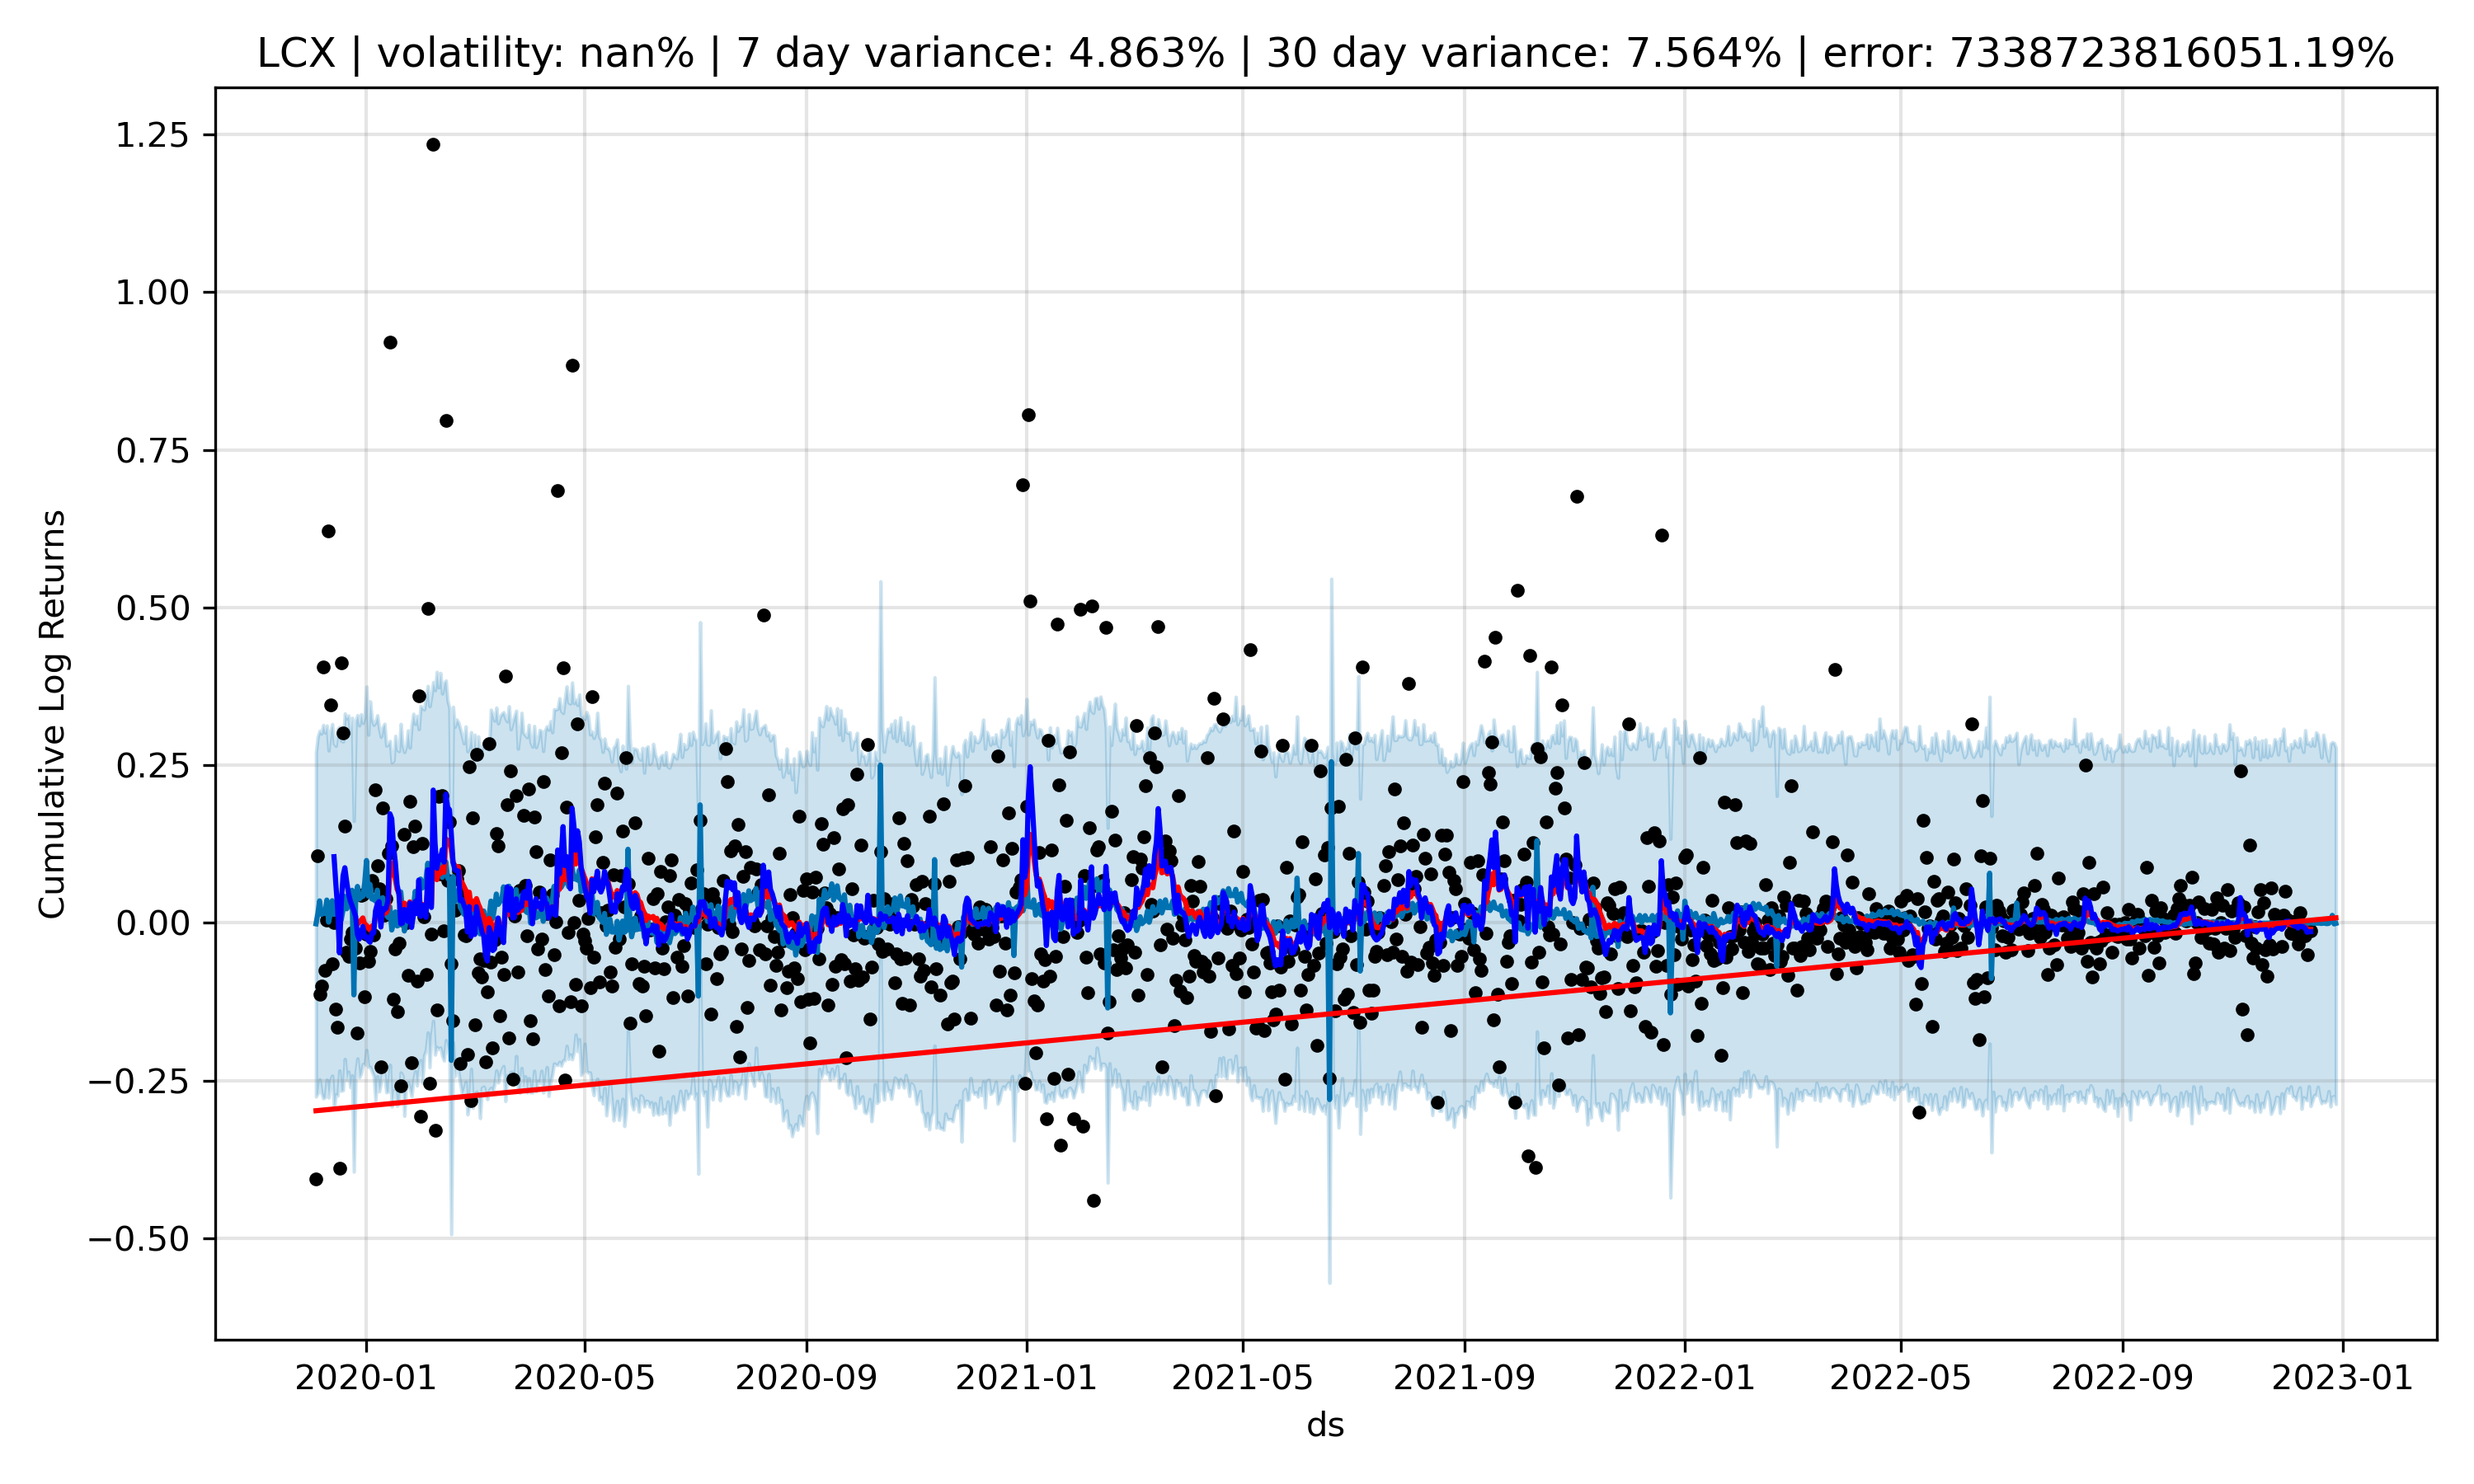 LCX | volatility: nan% | 7 day variance: 4.863% | 30 day variance: 7.564% | error: 7338723816051.19%
1.25
1.00
0.75
0.50
0.25
0.00
−0.25
−0.50
Cumulative Log Returns
2020-01 2020-05 2020-09 2021-01 2021-05 2021-09 2022-01 2022-05 2022-09 2023-01
ds